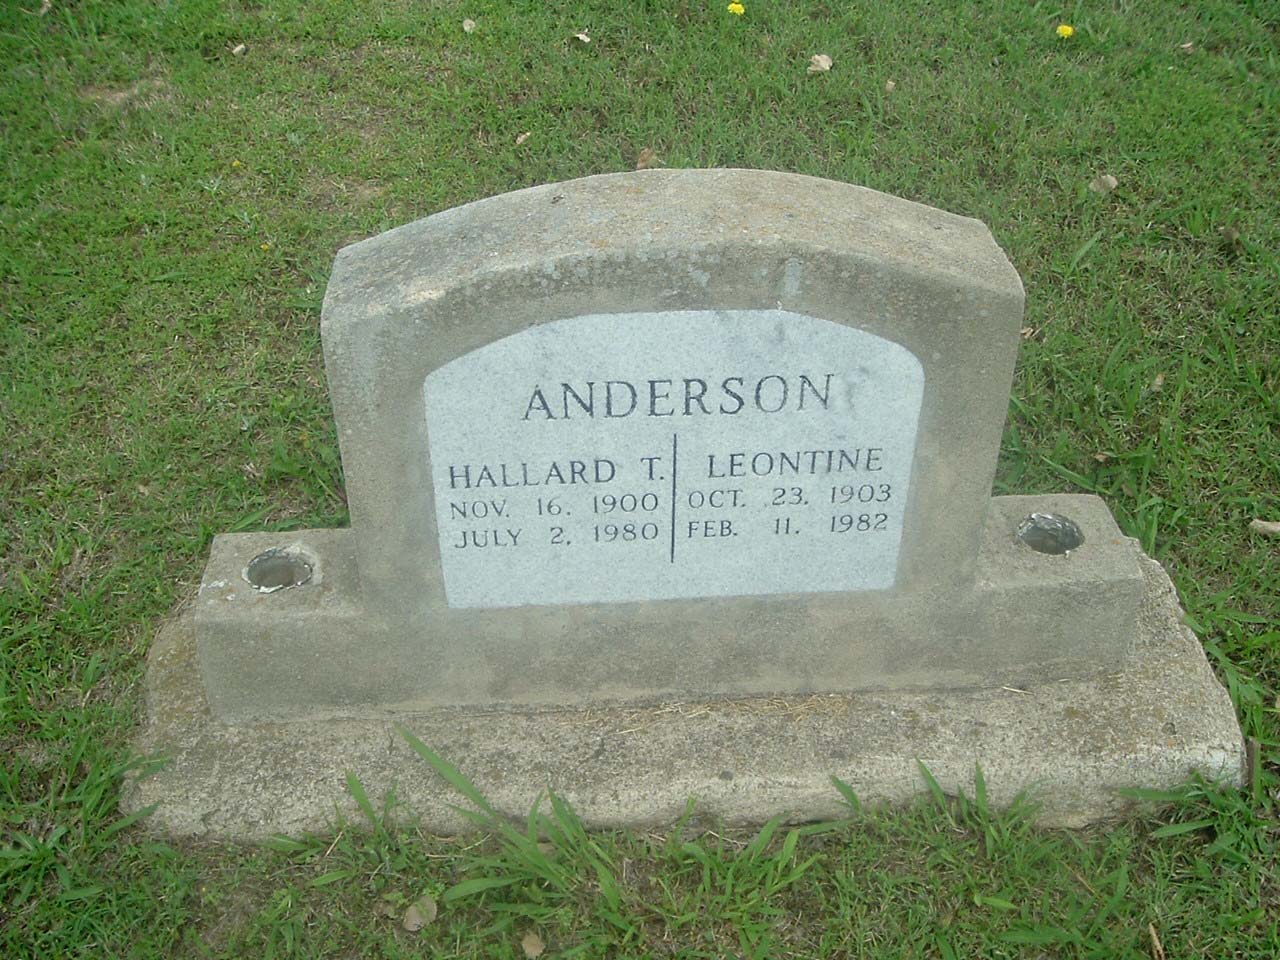 ANDERSON
HALLARD T.
NOV. 16. 1900
JULY 2, 1980
LEONTINE
OCT. 23, 1903
FEB. 11. 1982